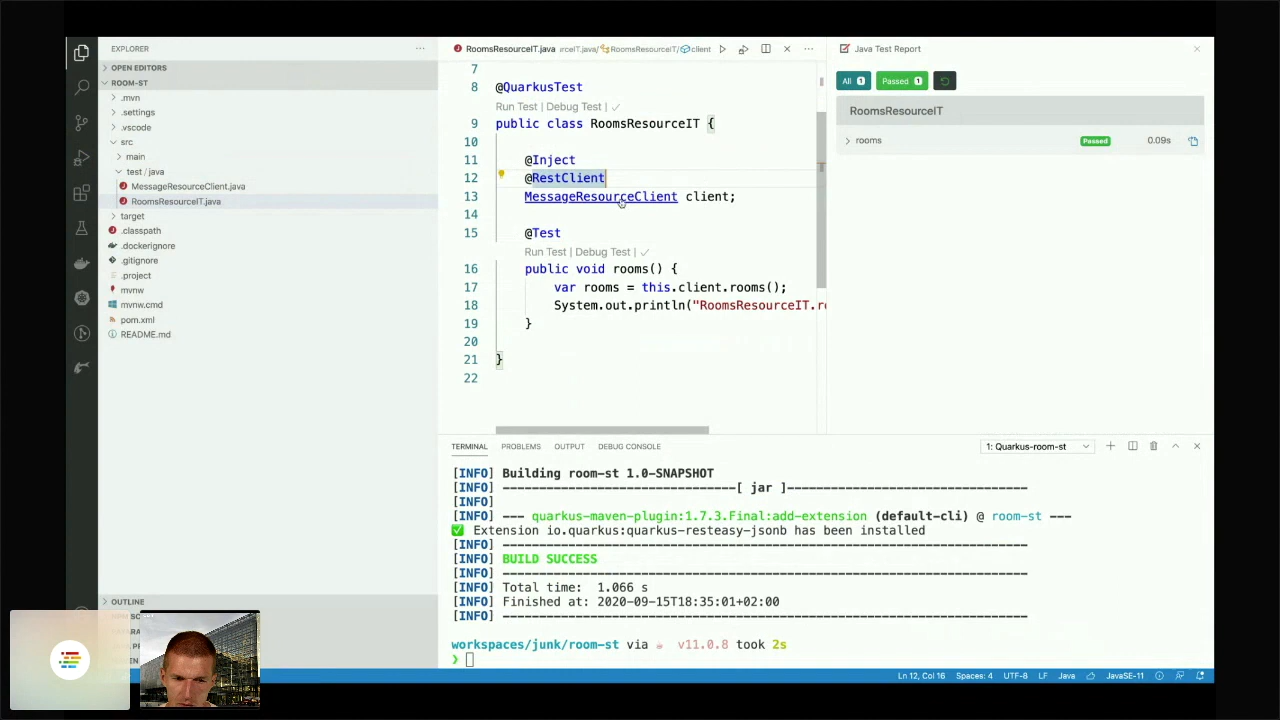 EXPLORER
OPEN EDITORS
ROOM-ST
.mvn
.settings
.vscode
src
main
test / java
MessageResourceClient.java
RoomsResourceIT.java
target
.classpath
.dockerignore
.gitignore
.project
mvnw
mvnw.cmd
pom.xml
README.md
OUTLINE
RoomsResourceIT.java urceIT.java/ RoomsResourceIT/ client
7
8 @QuarkusTest
Run Test | Debug Test |
9 public class RoomsResourceIT {
10
11 @Inject
12 @RestClient
13 MessageResourceClient client;
14
15 @Test
Run Test | Debug Test |
16 public void rooms() {
17 var rooms = this.client.rooms();
18 System.out.println("RoomsResourceIT.ro
19 }
20
21 }
22
Java Test Report
All 1 Passed 1
RoomsResourceIT
rooms Passed 0.09s
TERMINAL PROBLEMS OUTPUT DEBUG CONSOLE 1: Quarkus-room-st
[INFO] Building room-st 1.0-SNAPSHOT
[INFO] --------------------------------[ jar ]---------------------------------
[INFO]
[INFO] --- quarkus-maven-plugin:1.7.3.Final:add-extension (default-cli) @ room-st ---
✅ Extension io.quarkus:quarkus-resteasy-jsonb has been installed
[INFO] ------------------------------------------------------------------------
[INFO] BUILD SUCCESS
[INFO] ------------------------------------------------------------------------
[INFO] Total time:  1.066 s
[INFO] Finished at: 2020-09-15T18:35:01+02:00
[INFO] ------------------------------------------------------------------------
workspaces/junk/room-st via v11.0.8 took 2s
❯
Ln 12, Col 16 Spaces: 4 UTF-8 LF Java JavaSE-11